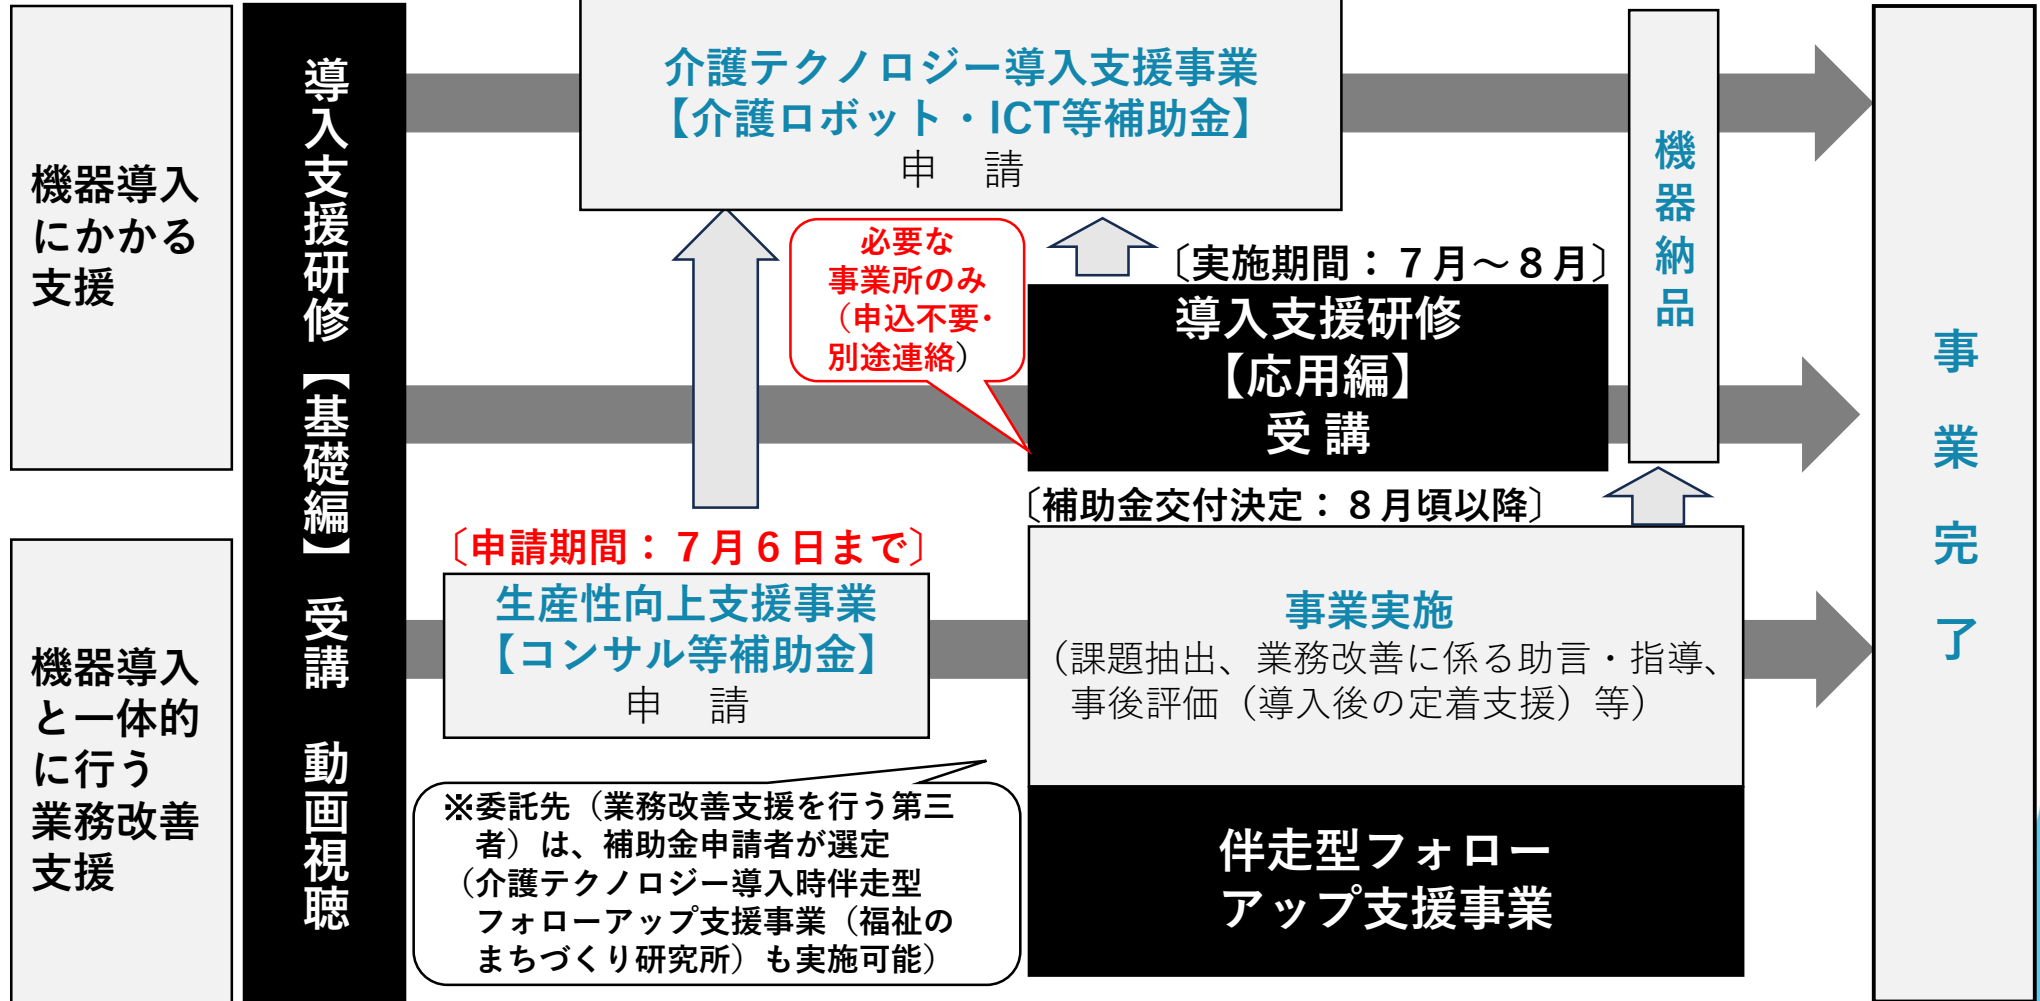 機器導入
にかかる
支援
機器導入
と一体的
に行う
業務改善
支援
導入支援研修【基礎編】 受講 動画視聴
介護テクノロジー導入支援事業
【介護ロボット・ICT等補助金】
申 請
必要な
事業所のみ
（申込不要・
別途連絡）
〔実施期間：７月～８月〕
導入支援研修
【応用編】
受 講
機器納品
〔申請期間：７月６日まで〕
生産性向上支援事業
【コンサル等補助金】
申 請
〔補助金交付決定：８月頃以降〕
事業実施
（課題抽出、業務改善に係る助言・指導、
事後評価（導入後の定着支援）等）
※委託先（業務改善支援を行う第三
者）は、補助金申請者が選定
（介護テクノロジー導入時伴走型
フォローアップ支援事業（福祉の
まちづくり研究所）も実施可能）
伴走型フォロー
アップ支援事業
事業完了